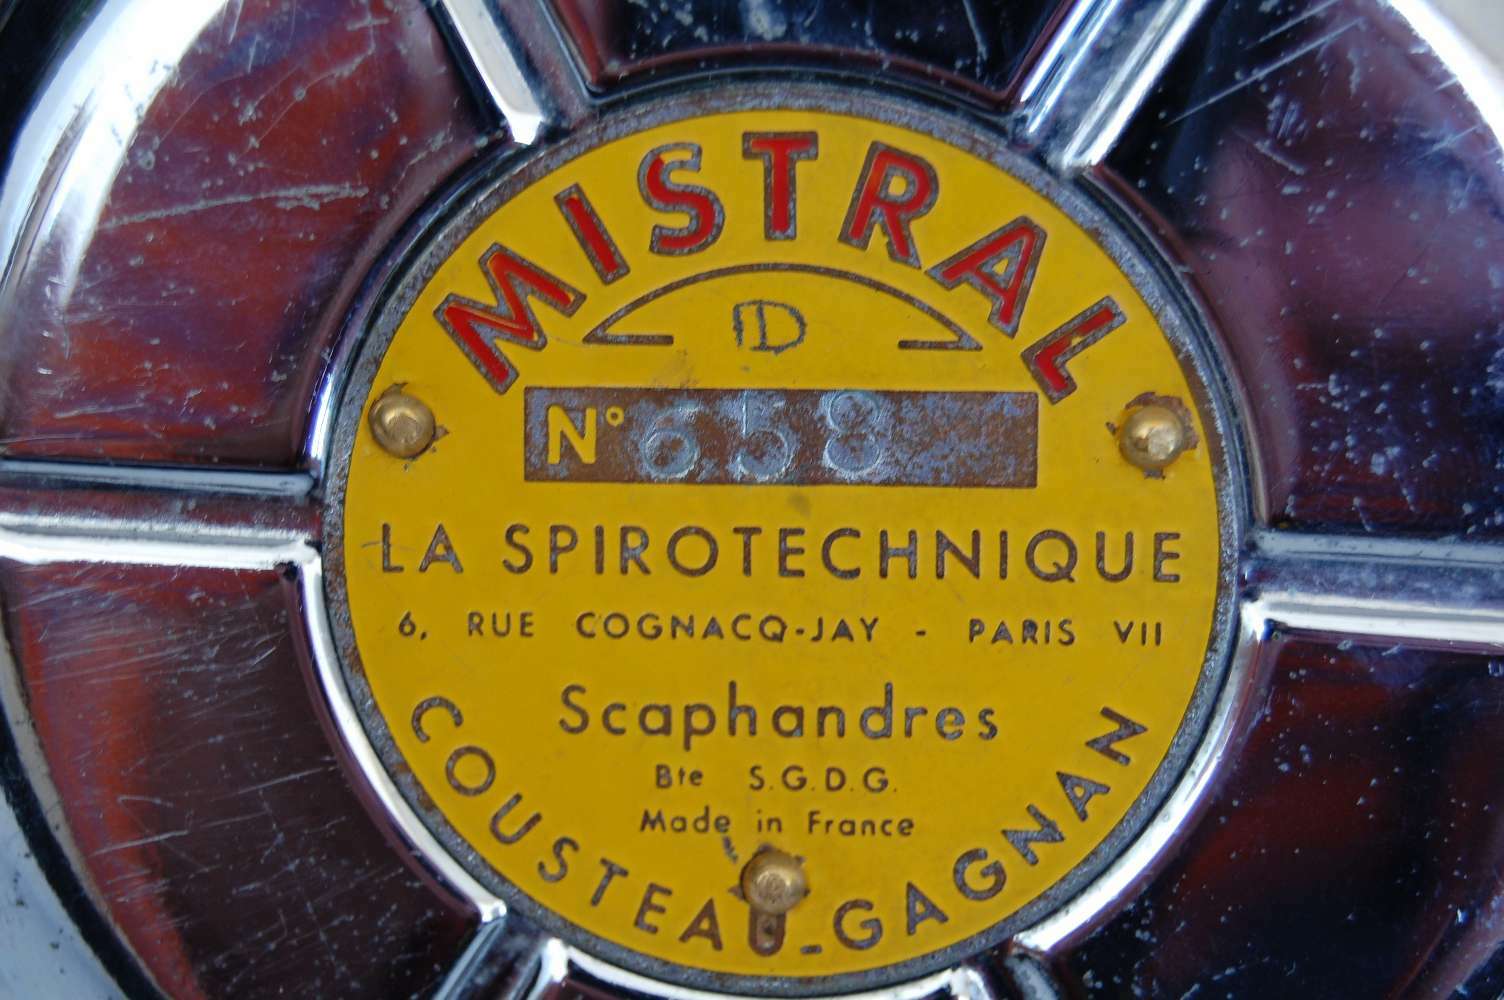 MISTRAL
D
N° 658
LA SPIROTECHNIQUE
6, RUE COGNACQ-JAY - PARIS VII
Scaphandres
Bte S.G.D.G.
Made in France
COUSTEAU-GAGNAN